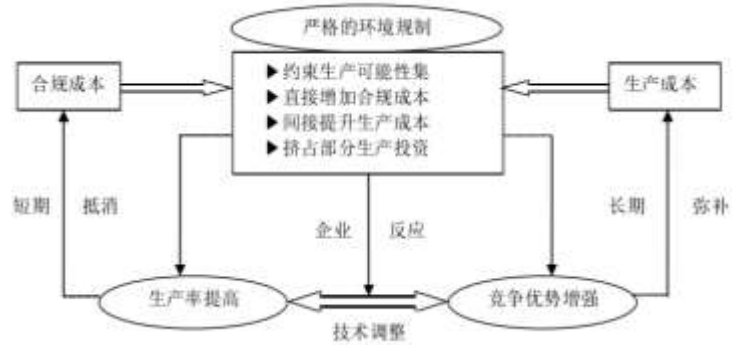 严格的环境规制
▶约束生产可能性集
▶直接增加合规成本
▶间接提升生产成本
▶挤占部分生产投资
合规成本
生产成本
短期 抵消
企业 反应
长期 弥补
生产率提高
竞争优势增强
技术调整